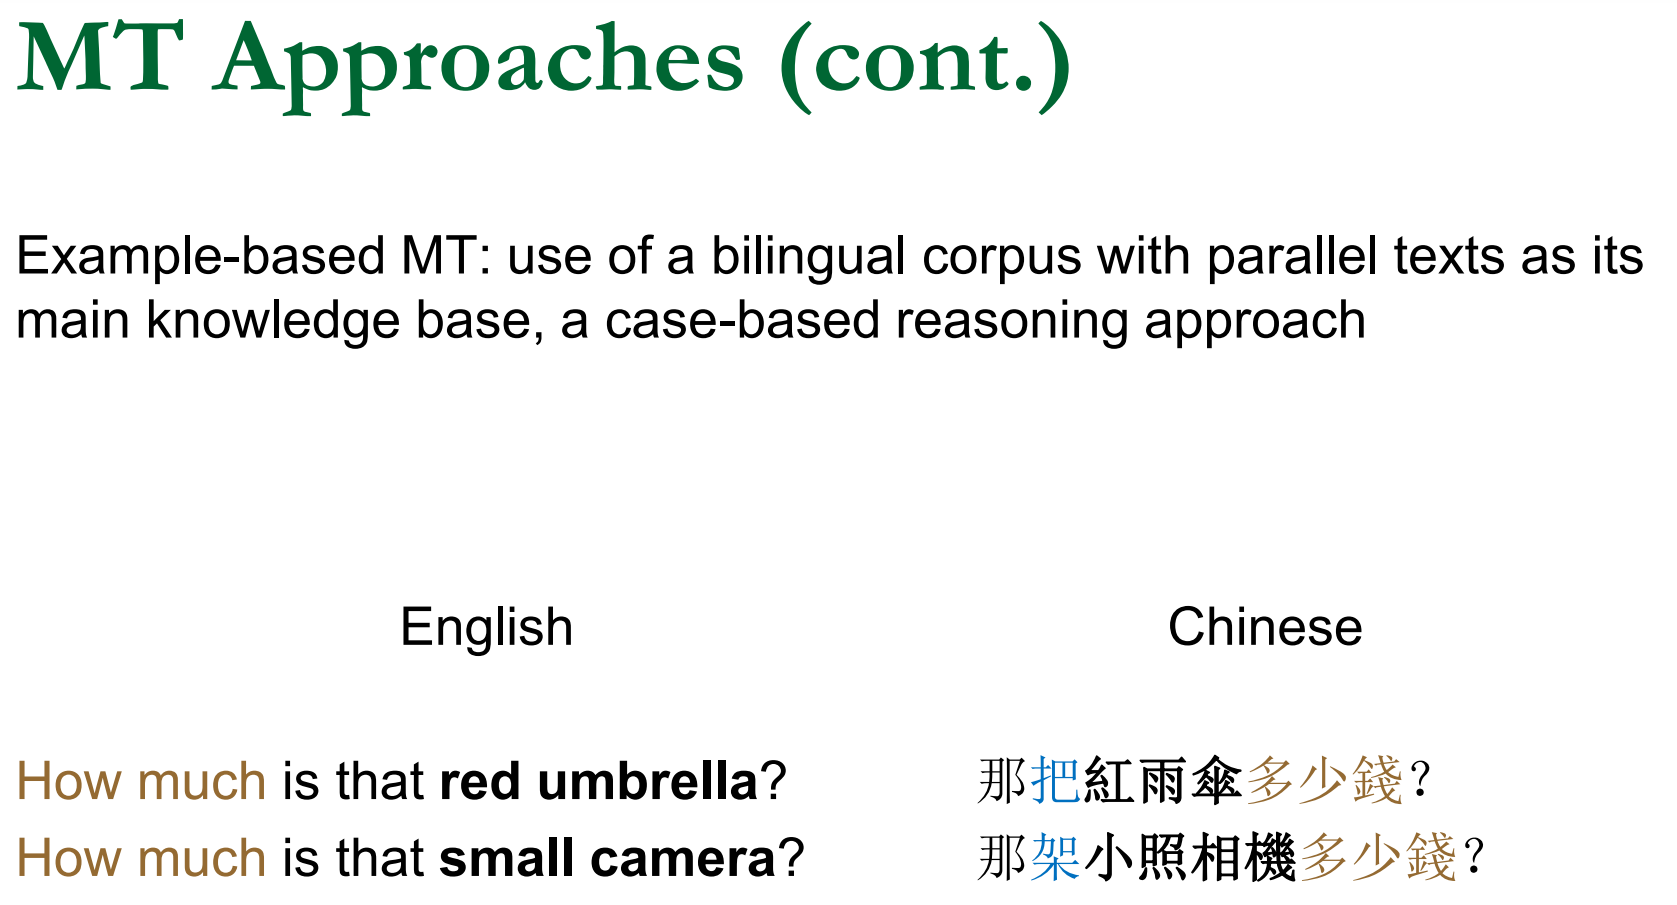 MT Approaches (cont.)
Example-based MT: use of a bilingual corpus with parallel texts as its
main knowledge base, a case-based reasoning approach
English
Chinese
How much is that red umbrella?
那把紅雨傘多少錢?
How much is that small camera?
那架小照相機多少錢?